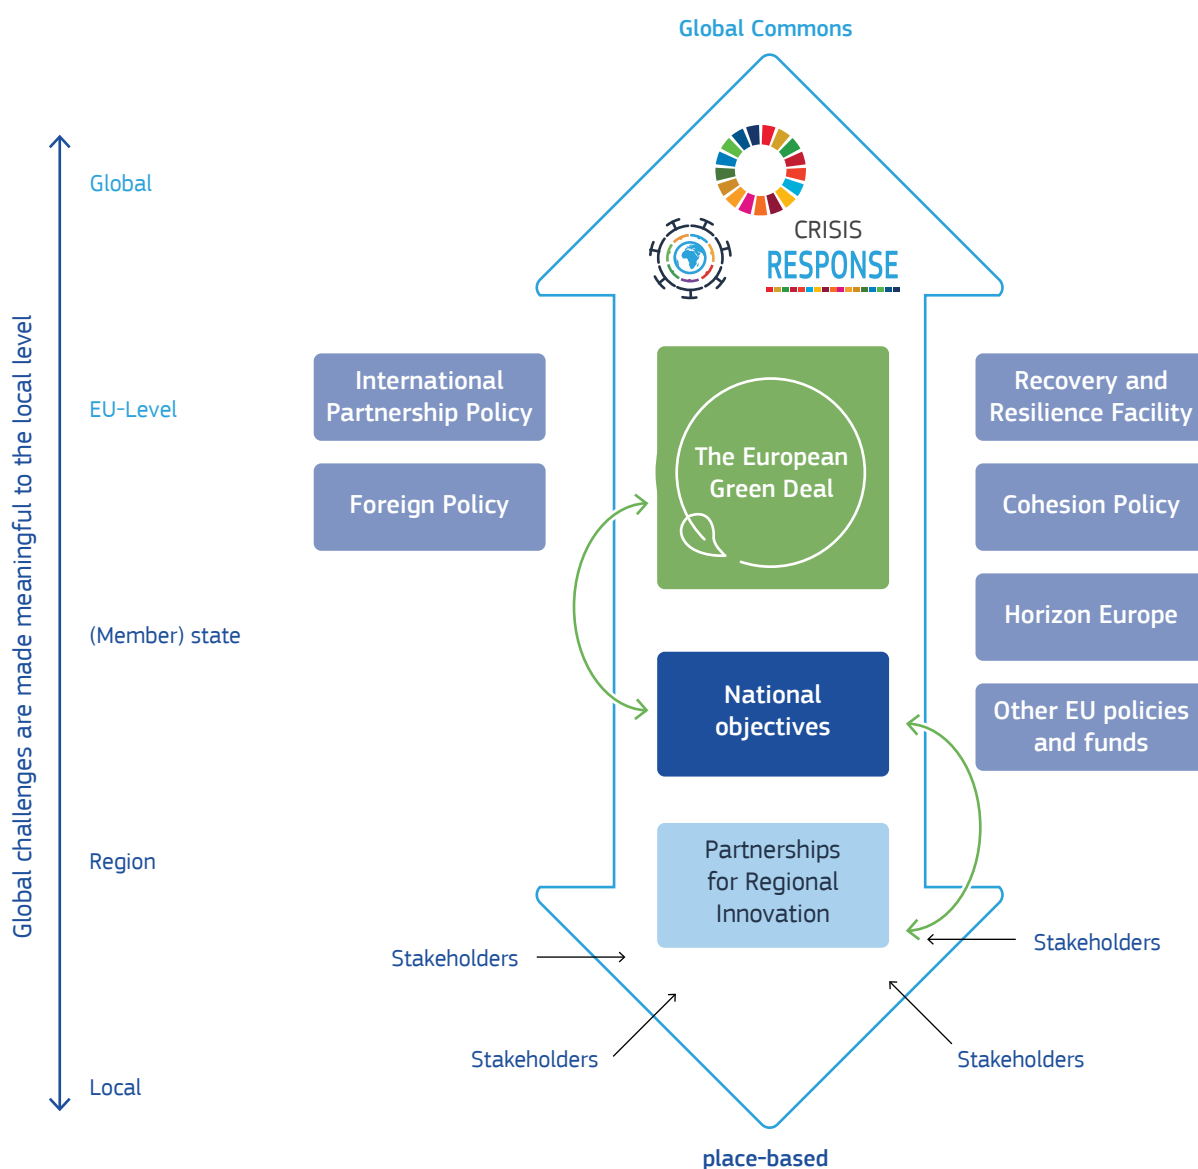 Global Commons
Global challenges are made meaningful to the local level
Global
EU-Level
(Member) state
Region
Local
CRISIS
RESPONSE
International
Partnership Policy
Foreign Policy
The European
Green Deal
Recovery and
Resilience Facility
Cohesion Policy
Horizon Europe
Other EU policies
and funds
National
objectives
Partnerships
for Regional
Innovation
Stakeholders
Stakeholders
Stakeholders
Stakeholders
place-based